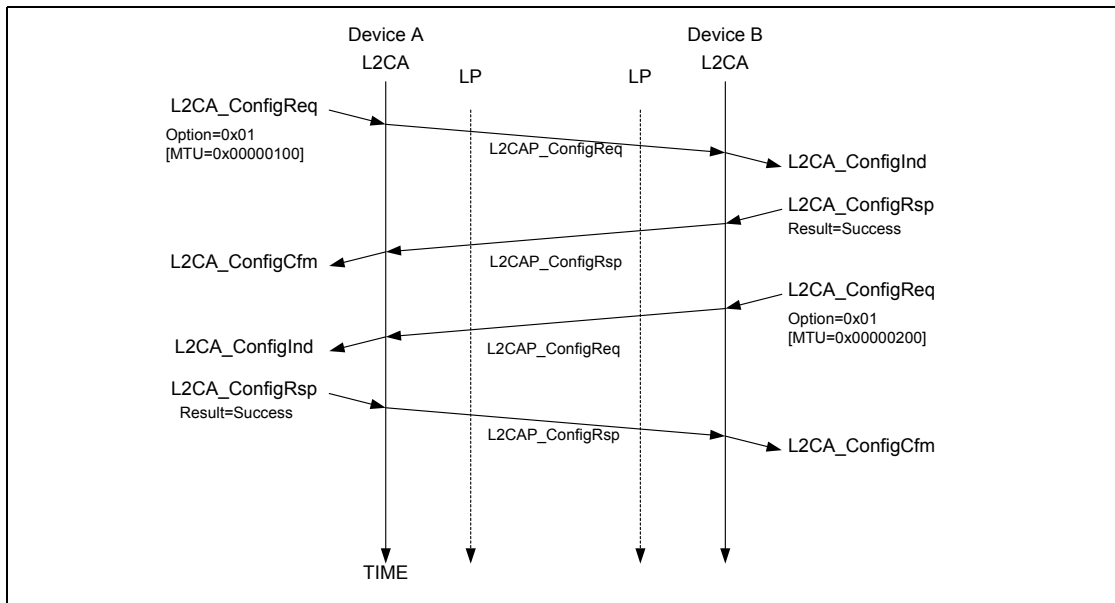 Device A
Device B
L2CA
LP
LP
L2CA
L2CA_ConfigReq
Option=0x01
[MTU=0x00000100]
L2CAP_ConfigReq
L2CA_ConfigInd
L2CA_ConfigRsp
Result=Success
L2CA_ConfigCfm
L2CAP_ConfigRsp
L2CA_ConfigReq
Option=0x01
[MTU=0x00000200]
L2CA_ConfigInd
L2CAP_ConfigReq
L2CA_ConfigRsp
Result=Success
L2CAP_ConfigRsp
L2CA_ConfigCfm
TIME